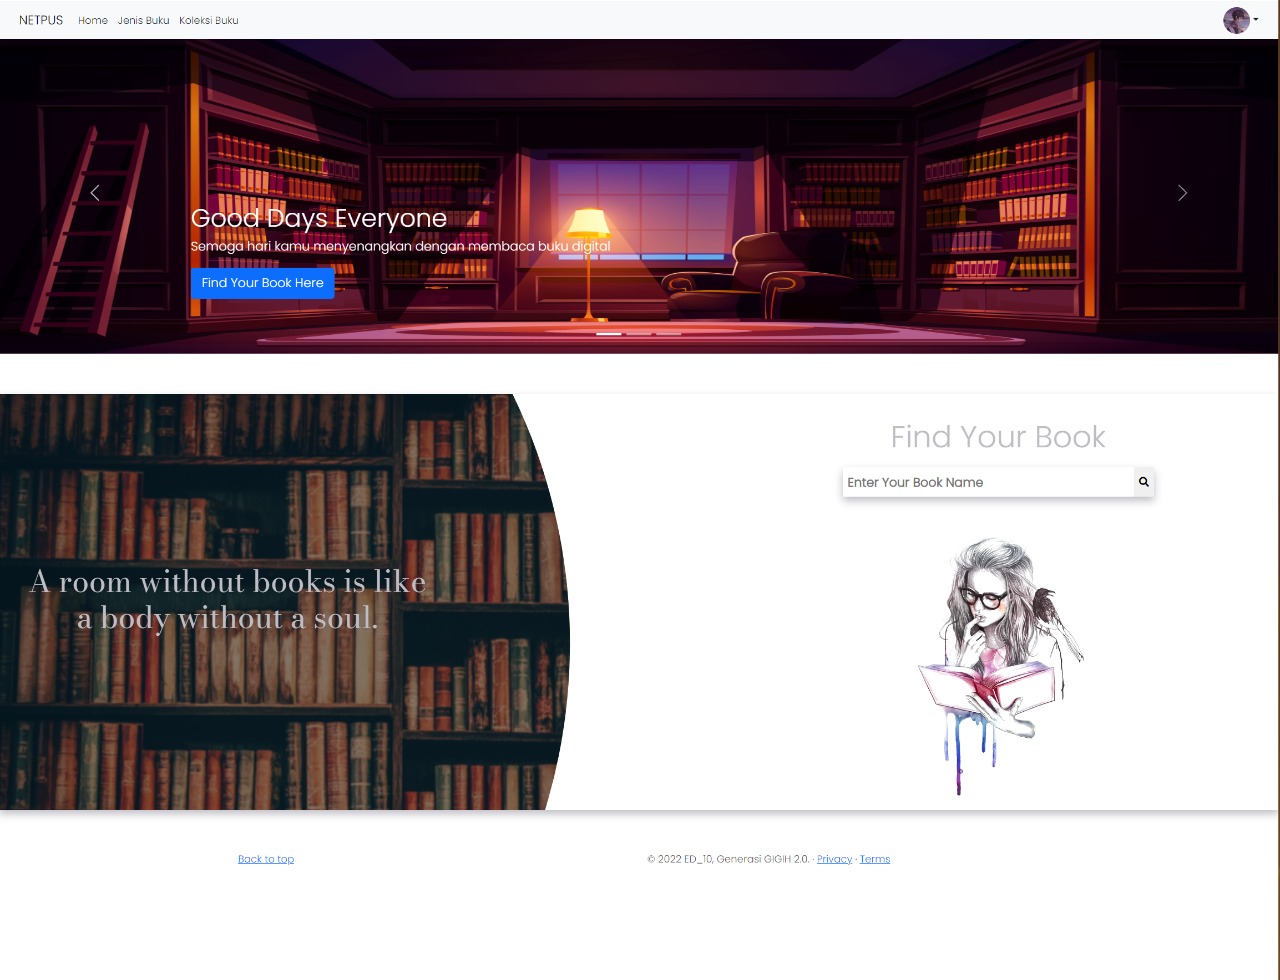 NETPUS Home Jenis Buku Koleksi Buku
Good Days Everyone
Semoga hari kamu menyenangkan dengan membaca buku digital
Find Your Book Here
A room without books is like
a body without a soul.
Find Your Book
Enter Your Book Name
Back to top
© 2022 ED_10, Generasi GIGIH 2.0. · Privacy · Terms